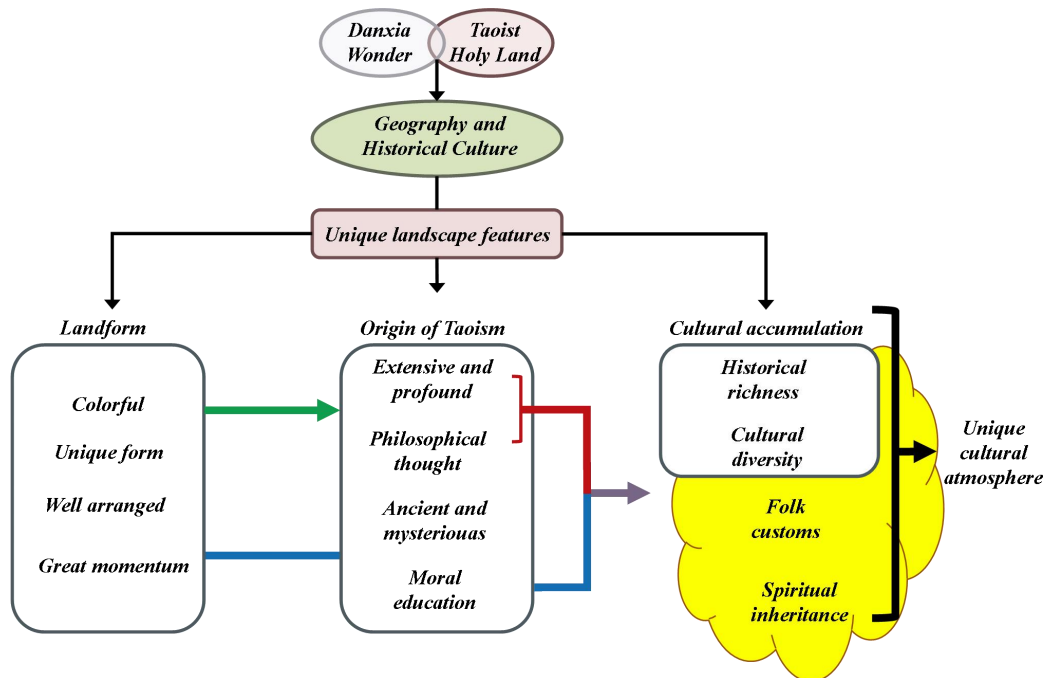 Danxia
Wonder
Taoist
Holy Land
Geography and
Historical Culture
Unique landscape features
Landform
Colorful
Unique form
Well arranged
Great momentum
Origin of Taoism
Extensive and
profound
Philosophical
thought
Ancient and
mysteriouas
Moral
education
Cultural accumulation
Historical
richness
Cultural
diversity
Folk
customs
Spiritual
inheritance
Unique
cultural
atmosphere